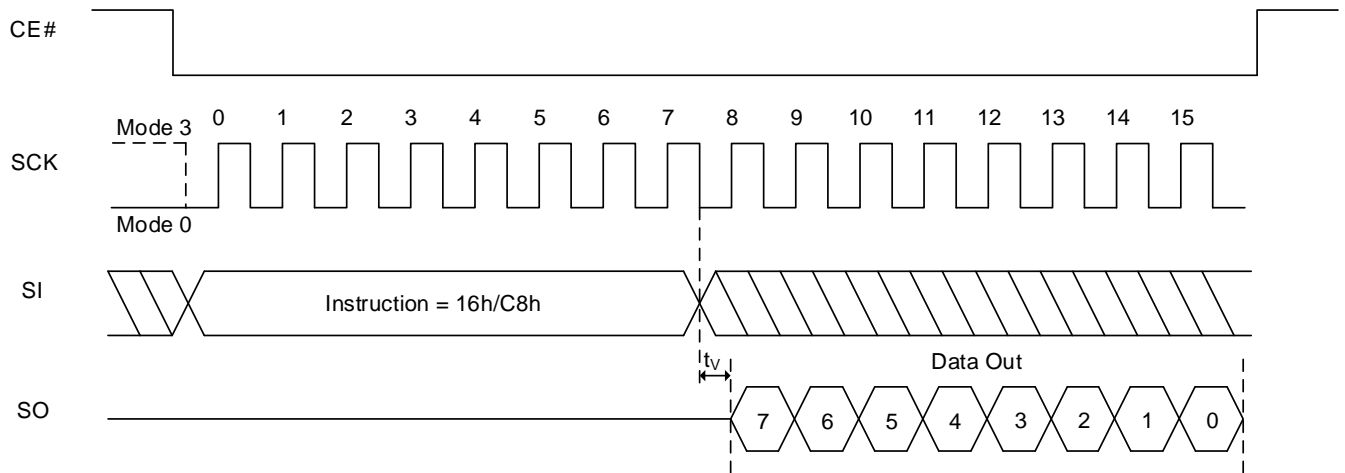 CE#
0 1 2 3 4 5 6 7 8 9 10 11 12 13 14 15
Mode 3
SCK
Mode 0
SI
Instruction = 16h/C8h
tV
Data Out
SO
7 6 5 4 3 2 1 0